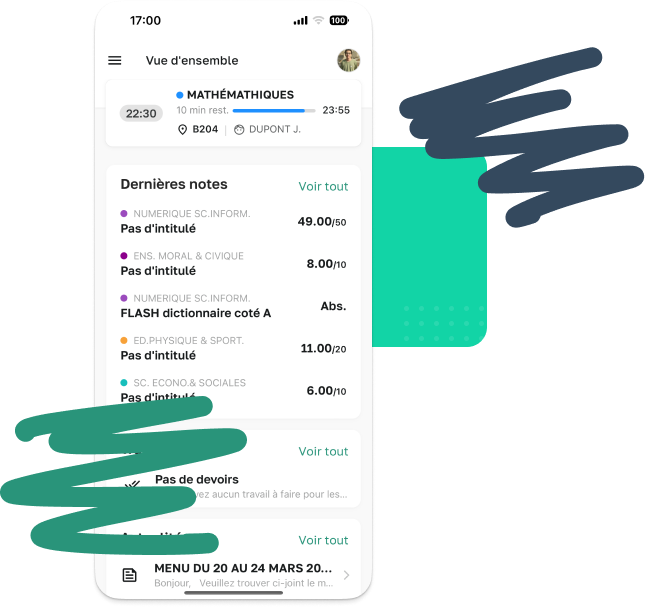 17:00
100
Vue d'ensemble
MATHÉMATHIQUES
22:30
10 min rest.
23:55
B204
DUPONT J.
Dernières notes
Voir tout
NUMERIQUE SC.INFORM.
Pas d'intitulé
49.00/50
ENS. MORAL & CIVIQUE
Pas d'intitulé
8.00/10
NUMERIQUE SC.INFORM.
FLASH dictionnaire coté A
Abs.
ED.PHYSIQUE & SPORT.
Pas d'intitulé
11.00/20
SC. ECONO.& SOCIALES
Pas d'intitulé
6.00/10
Voir tout
Pas de devoirs
aucun travail à faire pour les...
Voir tout
MENU DU 20 AU 24 MARS 20...
Bonjour, Veuillez trouver ci-joint le m...